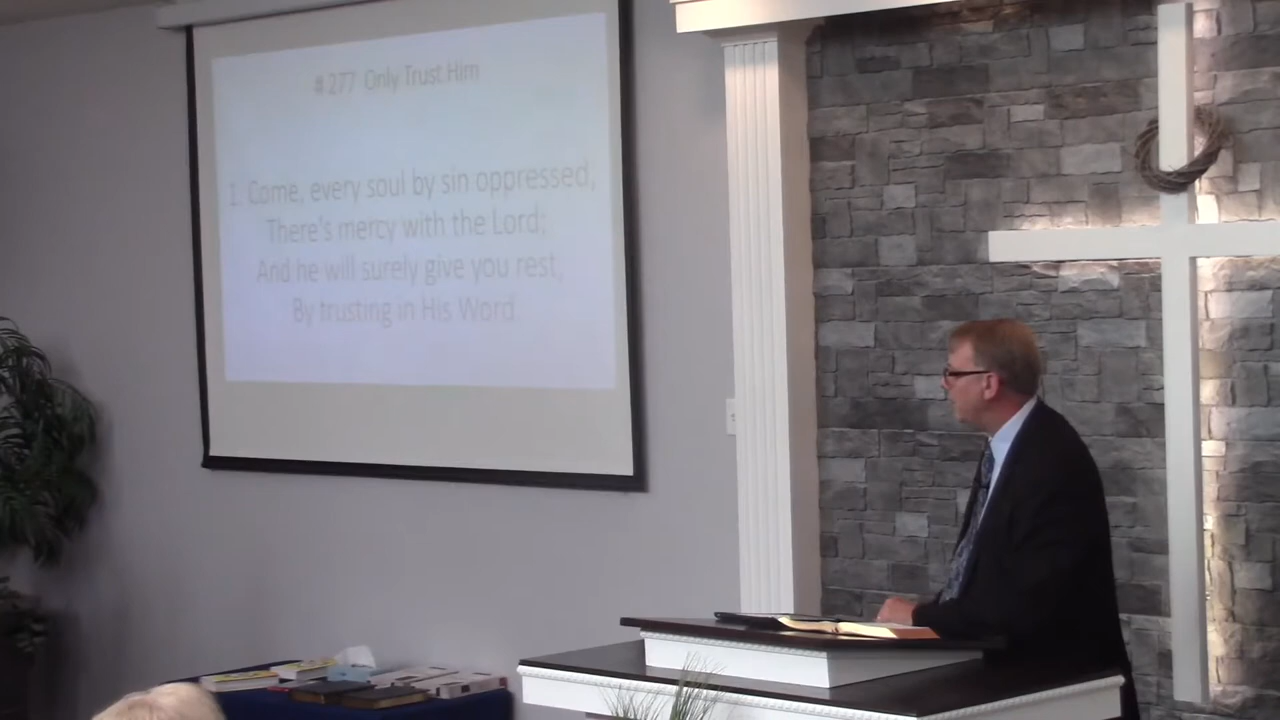 # 277 Only Trust Him
1. Come, every soul by sin oppressed,
There's mercy with the Lord;
And he will surely give you rest,
By trusting in His Word.